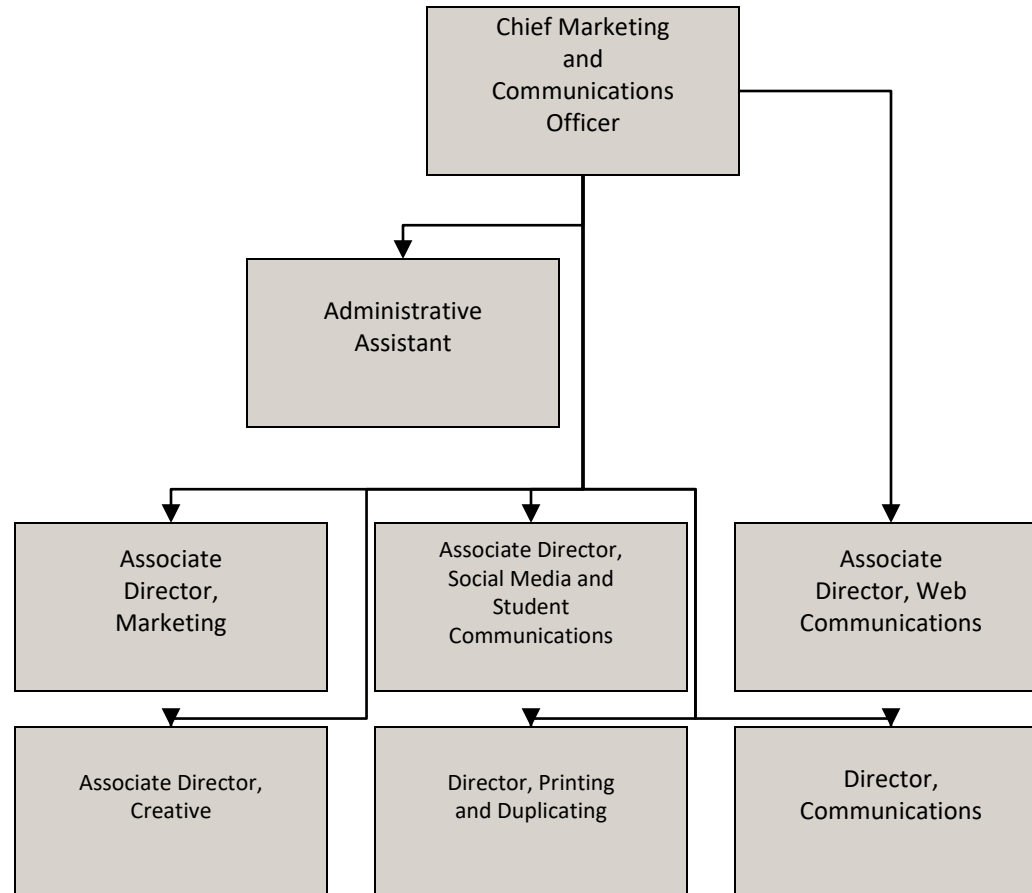 Chief Marketing
and
Communications
Officer
Administrative
Assistant
Associate
Director,
Marketing
Associate Director,
Social Media and
Student
Communications
Associate
Director, Web
Communications
Associate Director,
Creative
Director, Printing
and Duplicating
Director,
Communications